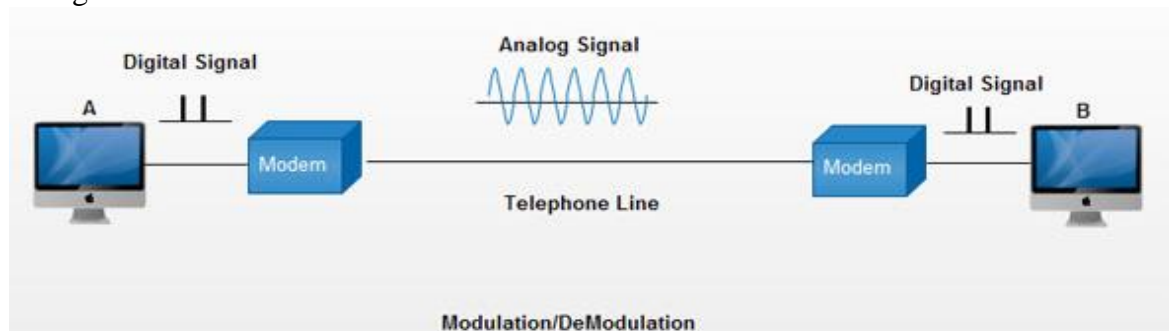 Analog Signal
Digital Signal
Digital Signal
A
B
Modem
Modem
Telephone Line
Modulation/DeModulation